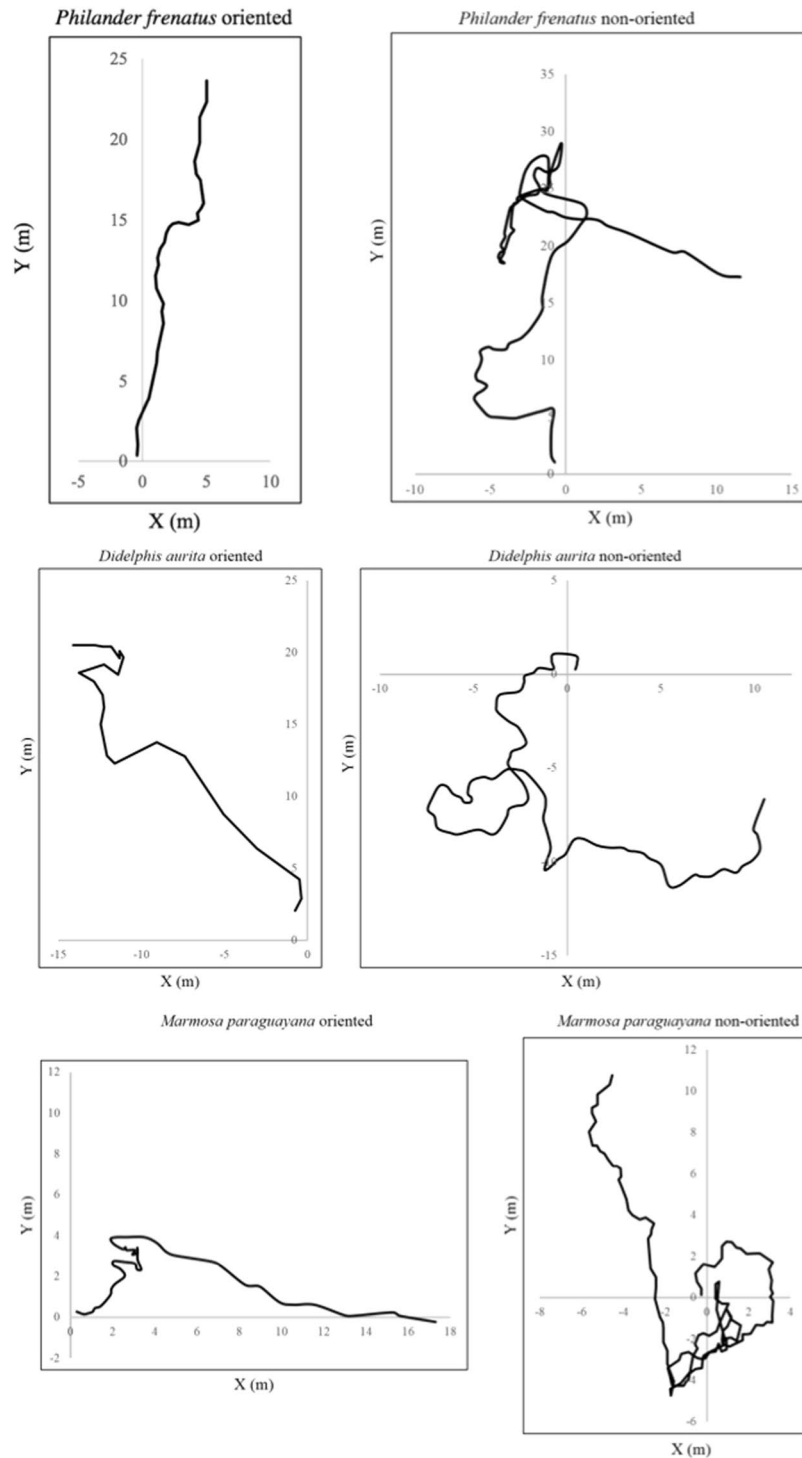 Philander frenatus oriented
25
20
15
10
5
0
-5 0 5 10
Y (m)
X (m)
Philander frenatus non-oriented
35
30
20
15
10
0
-10 -5 0 5 10 15
Y (m)
X (m)
Didelphis aurita oriented
25
20
15
10
5
0
-15 -10 -5 0
Y (m)
X (m)
Didelphis aurita non-oriented
5
0
-5
-10
-15
-10 -5 0 5 10
Y (m)
X (m)
Marmosa paraguayana oriented
12
10
8
6
4
2
0
-2
0 2 4 6 8 10 12 14 16 18
Y (m)
X (m)
Marmosa paraguayana non-oriented
12
10
8
6
4
2
0
-2
-4
-6
-8 -6 -4 -2 0 2 4
Y (m)
X (m)